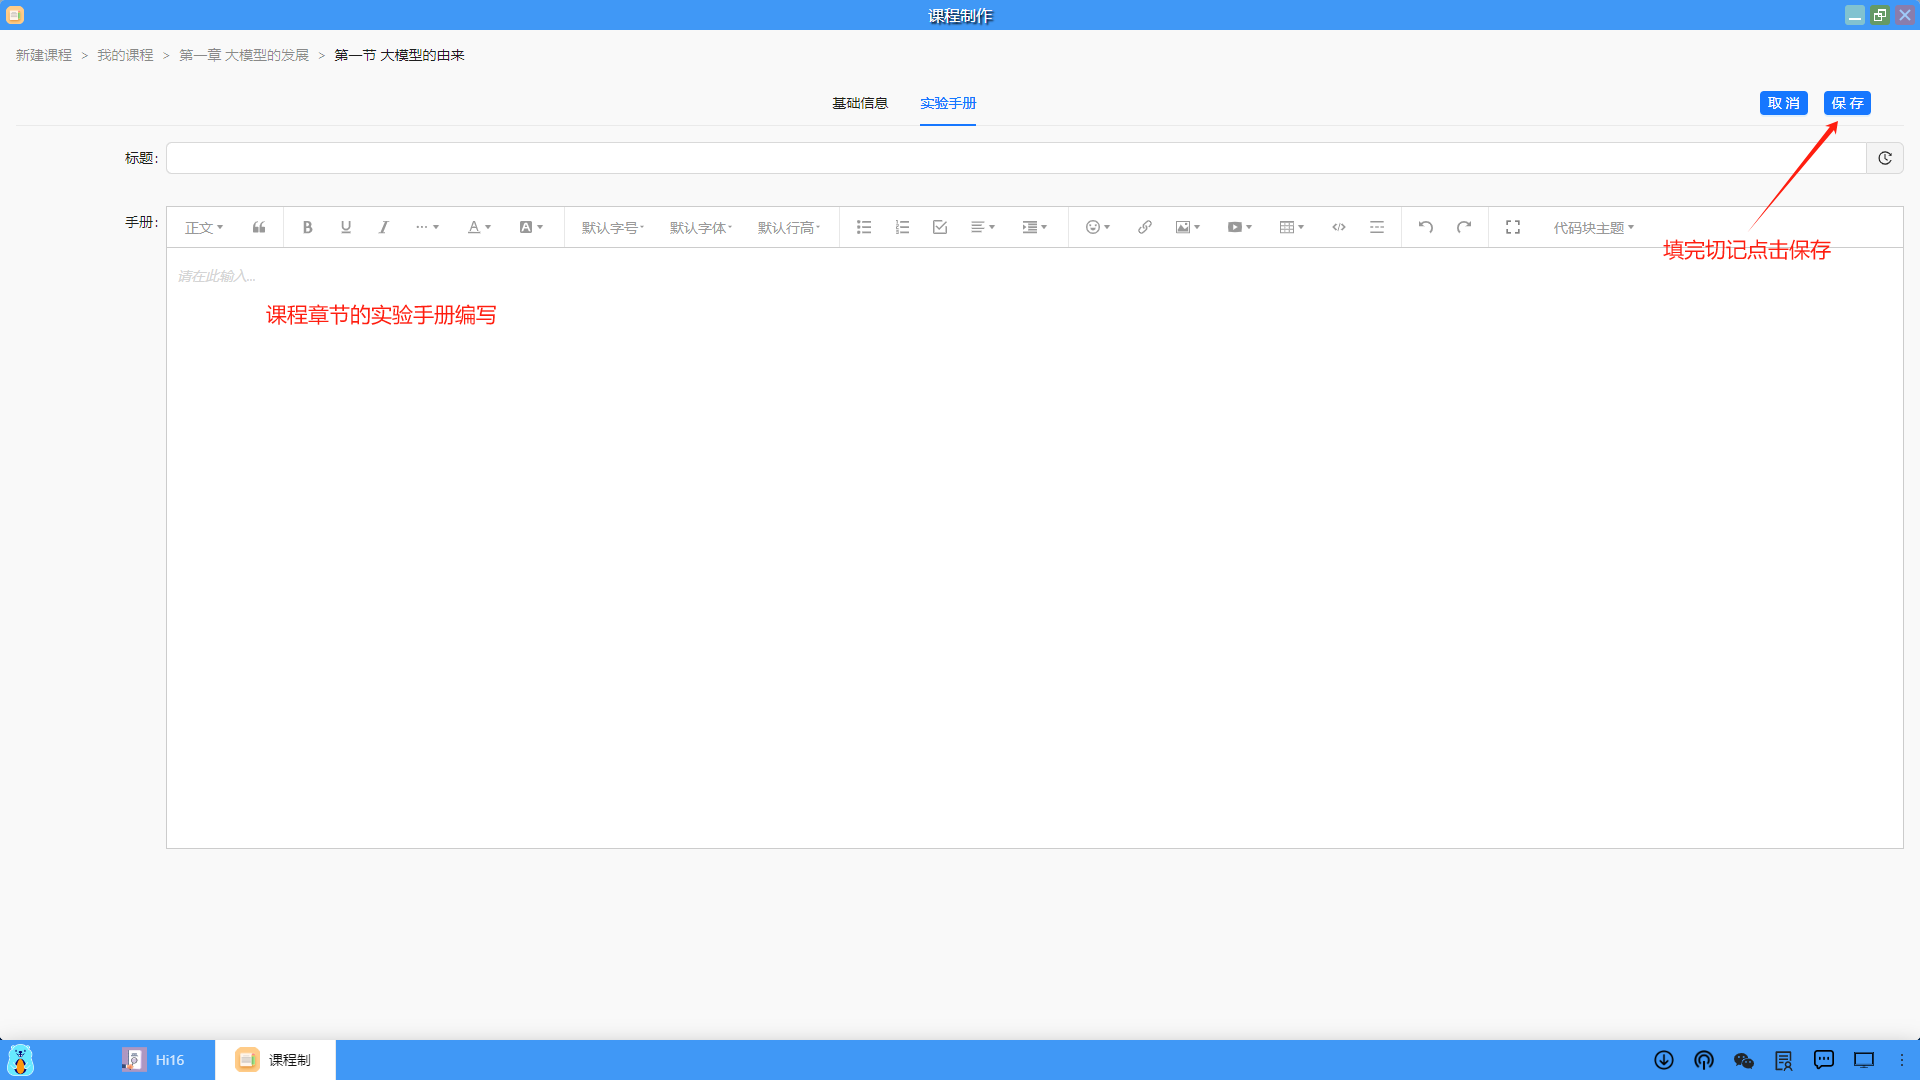 课程制作
新建课程 > 我的课程 > 第一章 大模型的发展 > 第一节 大模型的由来
基础信息 实验手册 取 消 保 存
标题:
手册: 正文 B U I ··· A A 默认字号 默认字体 默认行高 代码块主题
填完切记点击保存
请在此输入...
课程章节的实验手册编写
Hi16 课程制